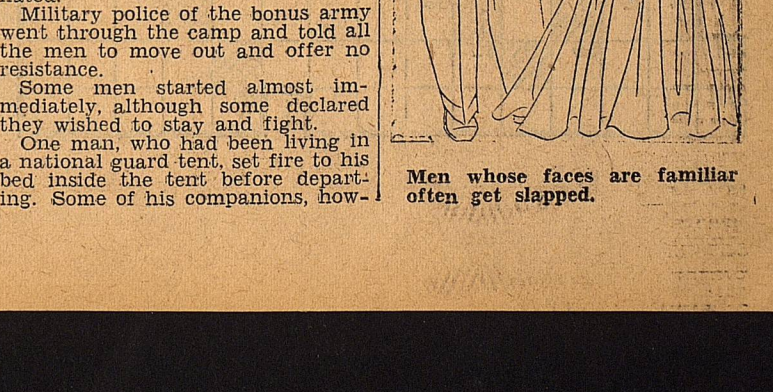 Military police of the bonus army
went through the camp and told all
the men to move out and offer no
resistance.
Some men started almost im-
mediately, although some declared
they wished to stay and fight.
One man, who had been living in
a national guard tent, set fire to his
bed inside the tent before depart-
ing. Some of his companions, how-
Men whose faces are familiar
often get slapped.